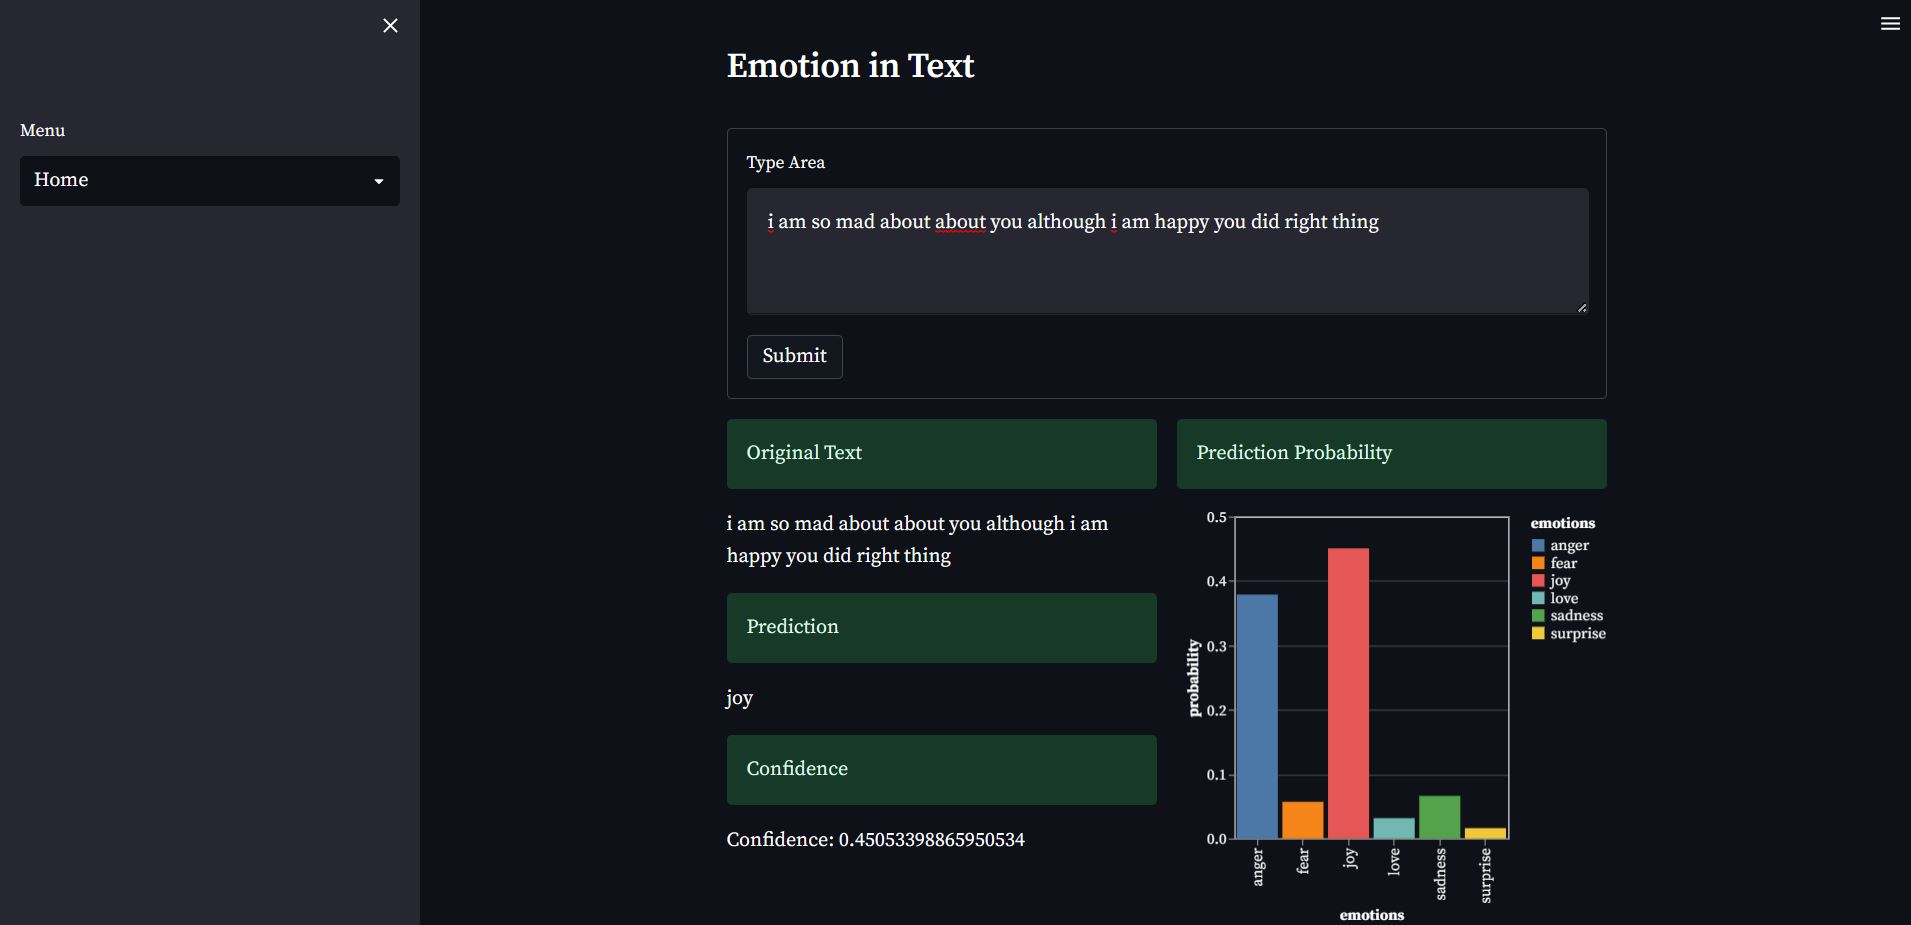 Menu
Home
Emotion in Text
Type Area
i am so mad about about you although i am happy you did right thing
Submit
Original Text
i am so mad about about you although i am
happy you did right thing
Prediction
joy
Confidence
Confidence: 0.45053398865950534
Prediction Probability
0.5
0.4
0.3
0.2
0.1
0.0
probability
anger
fear
joy
love
sadness
surprise
emotions
emotions
anger
fear
joy
love
sadness
surprise